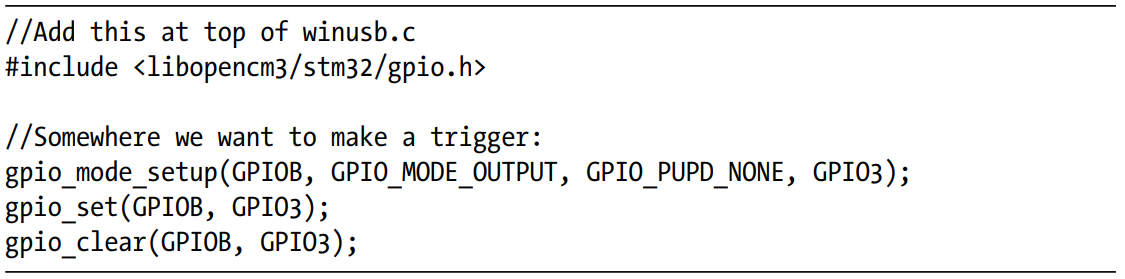 //Add this at top of winusb.c
#include <libopencm3/stm32/gpio.h>
//Somewhere we want to make a trigger:
gpio_mode_setup(GPIOB, GPIO_MODE_OUTPUT, GPIO_PUPD_NONE, GPIO3);
gpio_set(GPIOB, GPIO3);
gpio_clear(GPIOB, GPIO3);